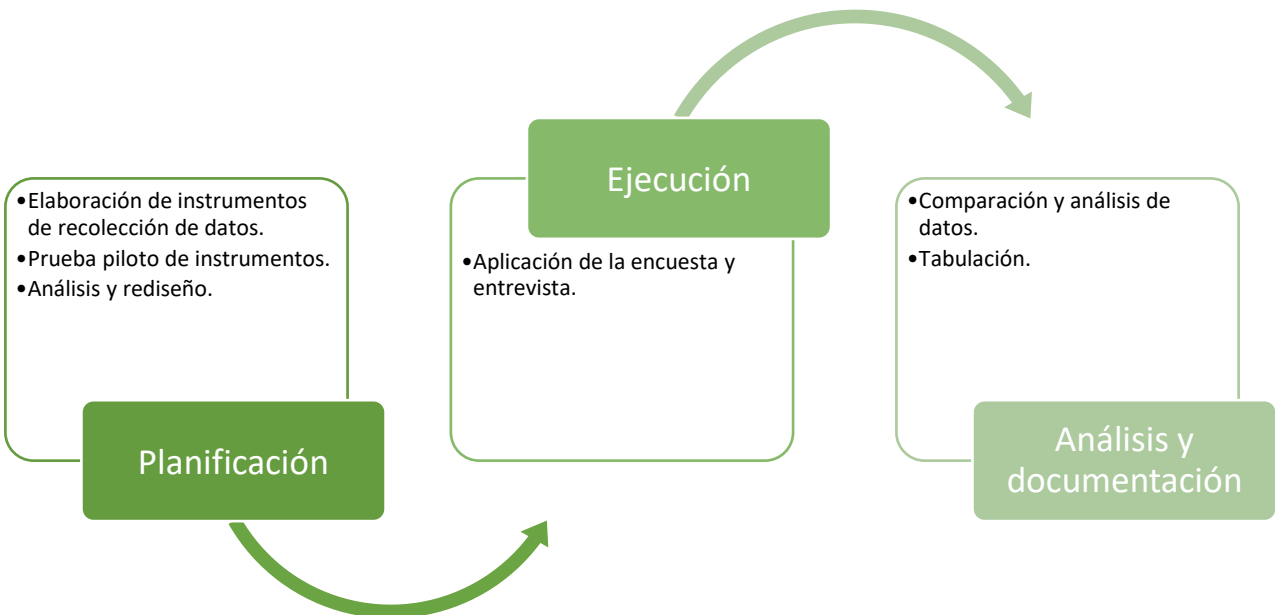 •Elaboración de instrumentos
de recolección de datos.
•Prueba piloto de instrumentos.
•Análisis y rediseño.
Planificación
Ejecución
•Aplicación de la encuesta y
entrevista.
•Comparación y análisis de
datos.
•Tabulación.
Análisis y
documentación